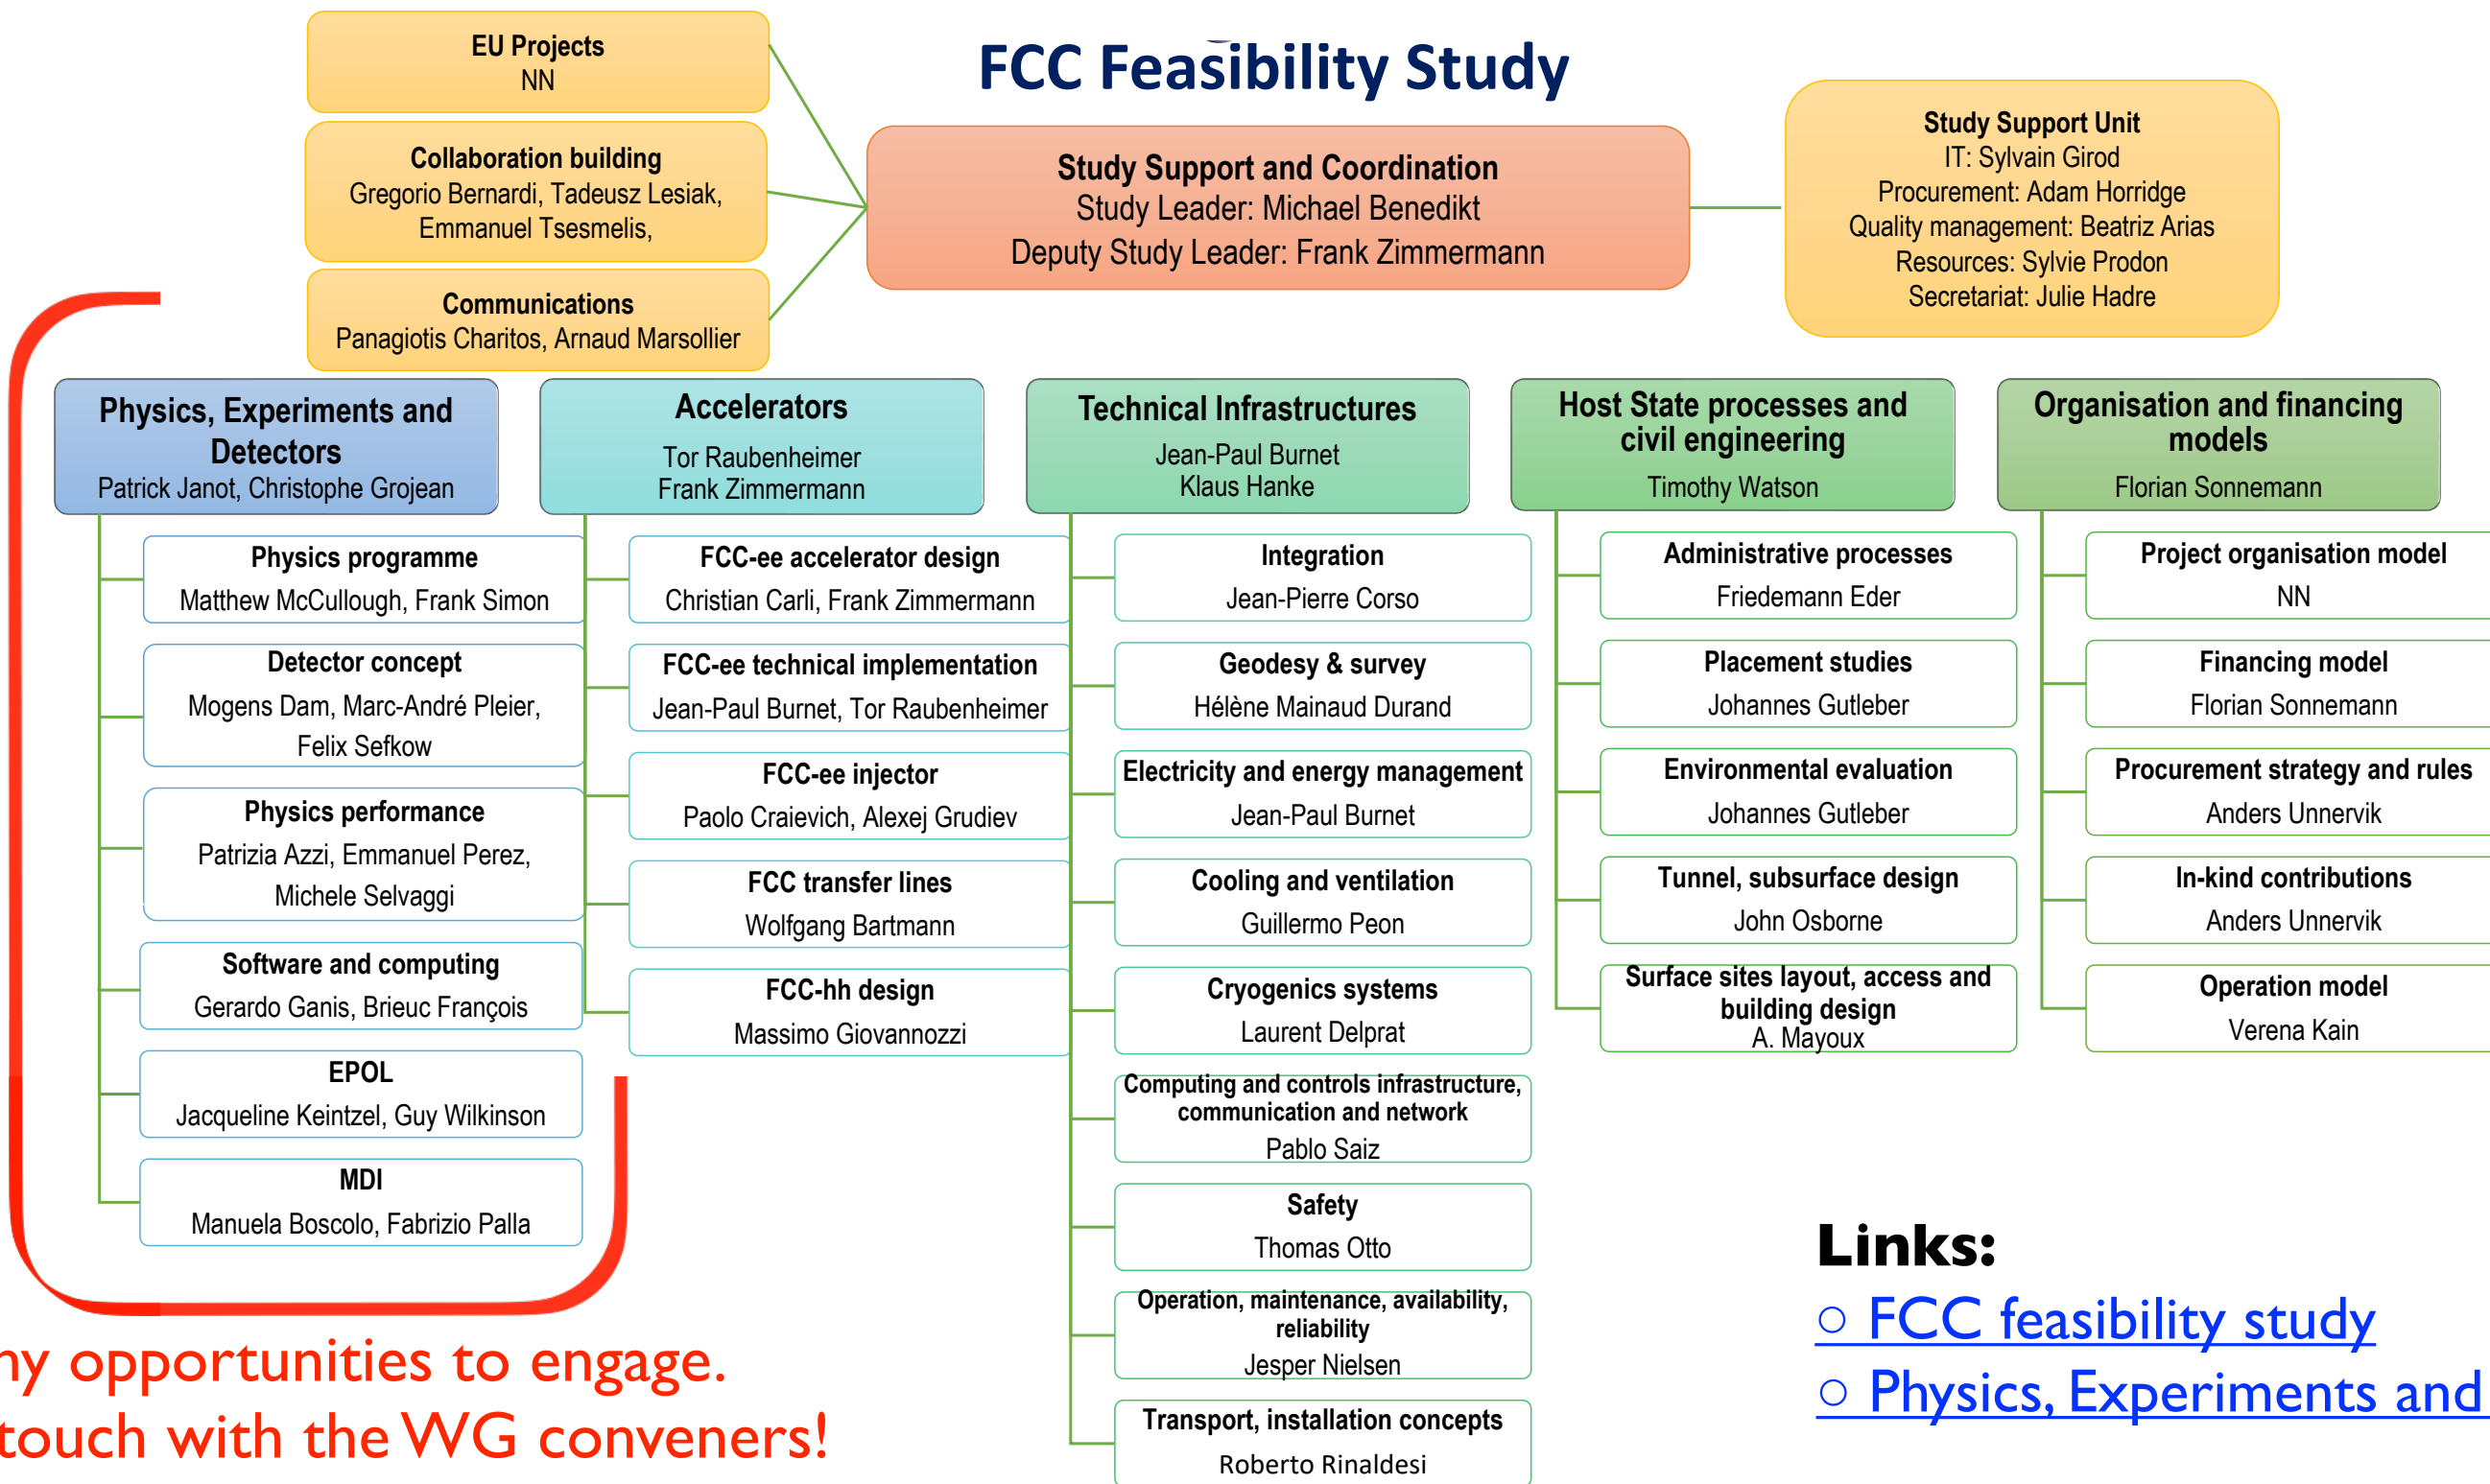 FCC Feasibility Study
EU Projects
NN
Collaboration building
Gregorio Bernardi, Tadeusz Lesiak,
Emmanuel Tsesmelis,
Communications
Panagiotis Charitos, Arnaud Marsollier
Study Support and Coordination
Study Leader: Michael Benedikt
Deputy Study Leader: Frank Zimmermann
Study Support Unit
IT: Sylvain Girod
Procurement: Adam Horridge
Quality management: Beatriz Arias
Resources: Sylvie Prodon
Secretariat: Julie Hadre
Physics, Experiments and
Detectors
Patrick Janot, Christophe Grojean
Physics programme
Matthew McCullough, Frank Simon
Detector concept
Mogens Dam, Marc-André Pleier,
Felix Sefkow
Physics performance
Patrizia Azzi, Emmanuel Perez,
Michele Selvaggi
Software and computing
Gerardo Ganis, Brieuc François
EPOL
Jacqueline Keintzel, Guy Wilkinson
MDI
Manuela Boscolo, Fabrizio Palla
Accelerators
Tor Raubenheimer
Frank Zimmermann
FCC-ee accelerator design
Christian Carli, Frank Zimmermann
FCC-ee technical implementation
Jean-Paul Burnet, Tor Raubenheimer
FCC-ee injector
Paolo Craievich, Alexej Grudiev
FCC transfer lines
Wolfgang Bartmann
FCC-hh design
Massimo Giovannozzi
Technical Infrastructures
Jean-Paul Burnet
Klaus Hanke
Integration
Jean-Pierre Corso
Geodesy & survey
Hélène Mainaud Durand
Electricity and energy management
Jean-Paul Burnet
Cooling and ventilation
Guillermo Peon
Cryogenics systems
Laurent Delprat
Computing and controls infrastructure,
communication and network
Pablo Saiz
Safety
Thomas Otto
Operation, maintenance, availability,
reliability
Jesper Nielsen
Transport, installation concepts
Roberto Rinaldesi
Host State processes and
civil engineering
Timothy Watson
Administrative processes
Friedemann Eder
Placement studies
Johannes Gutleber
Environmental evaluation
Johannes Gutleber
Tunnel, subsurface design
John Osborne
Surface sites layout, access and
building design
A. Mayoux
Organisation and financing
models
Florian Sonnemann
Project organisation model
NN
Financing model
Florian Sonnemann
Procurement strategy and rules
Anders Unnervik
In-kind contributions
Anders Unnervik
Operation model
Verena Kain
opportunities to engage.
touch with the WG conveners!
Links:
○ FCC feasibility study
○ Physics, Experiments and